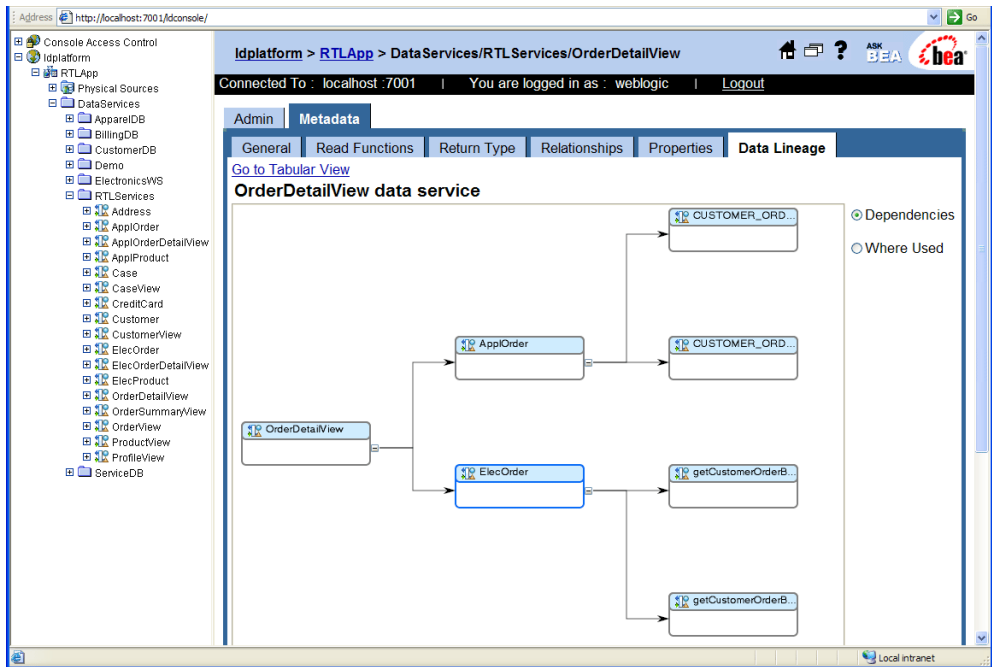 Address http://localhost:7001/ldconsole/ Go
Console Access Control
ldplatform
RTLApp
Physical Sources
DataServices
ApparelDB
BillingDB
CustomerDB
Demo
ElectronicsWS
RTLServices
Address
ApplOrder
ApplOrderDetailView
ApplProduct
Case
CaseView
CreditCard
Customer
CustomerView
ElecOrder
ElecOrderDetailView
ElecProduct
OrderDetailView
OrderSummaryView
OrderView
ProductView
ProfileView
ServiceDB
ldplatform > RTLApp > DataServices/RTLServices/OrderDetailView
? ASK BEA bea
Connected To : localhost :7001 | You are logged in as : weblogic | Logout
Admin Metadata
General Read Functions Return Type Relationships Properties Data Lineage
Go to Tabular View
OrderDetailView data service
CUSTOMER_ORD...
Dependencies
Where Used
ApplOrder
CUSTOMER_ORD...
OrderDetailView
ElecOrder
getCustomerOrderB...
getCustomerOrderB...
Local intranet